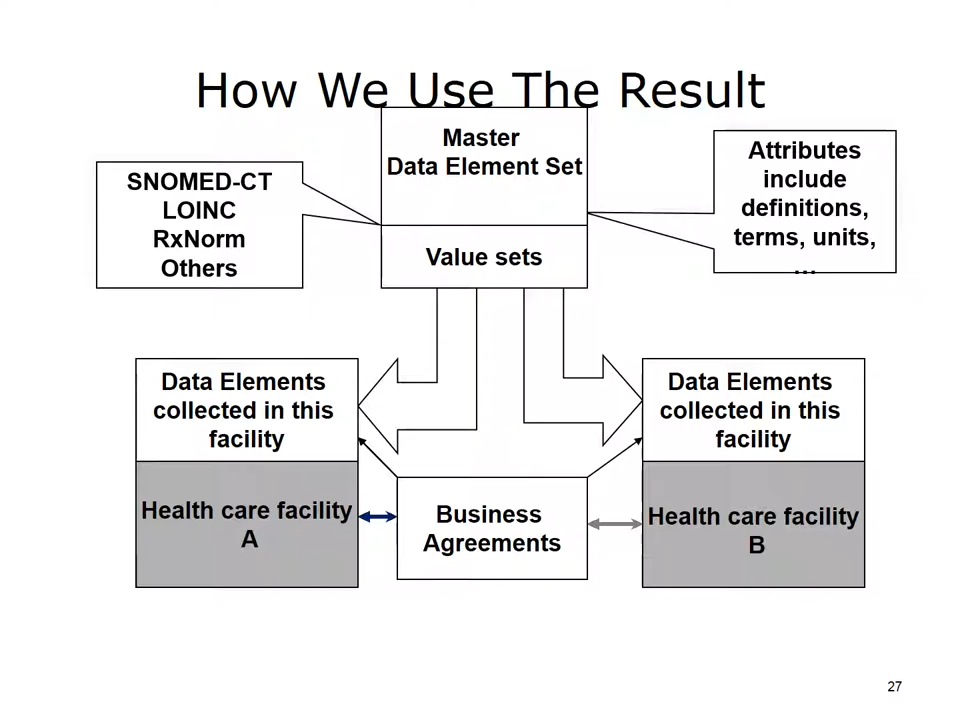 How We Use The Result
Master
Data Element Set
Value sets
SNOMED-CT
LOINC
RxNorm
Others
Attributes
include
definitions,
terms, units,
...
Data Elements
collected in this
facility
Health care facility
A
Business
Agreements
Data Elements
collected in this
facility
Health care facility
B
27